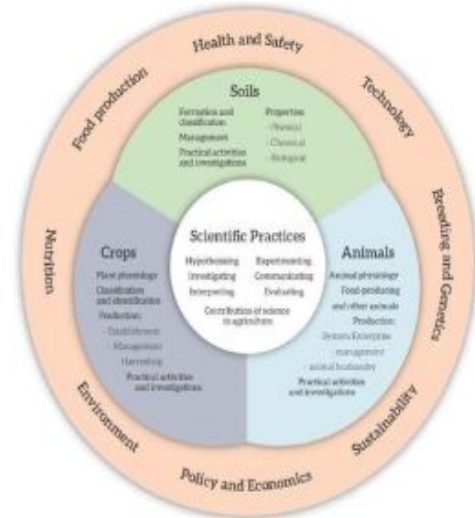 Health and Safety
Food production
Technology
Nutrition
Breeding and Genetics
Environment
Sustainability
Policy and Economics
Soils
Formation and
classification
Management
Practical activities
and investigations
Properties
- Physical
- Chemical
- Biological
Scientific Practices
Hypothesising
Investigating
Interpreting
Experimenting
Communicating
Evaluating
Contribution of science
to agriculture
Crops
Plant physiology
Classification
and identification
Production:
- Establishment
Management
Harvesting
Practical activities
and investigations
Animals
Animal physiology
Food-producing
and other animals
Production:
System/Enterprise
management
animal husbandry
Practical activities
and investigations